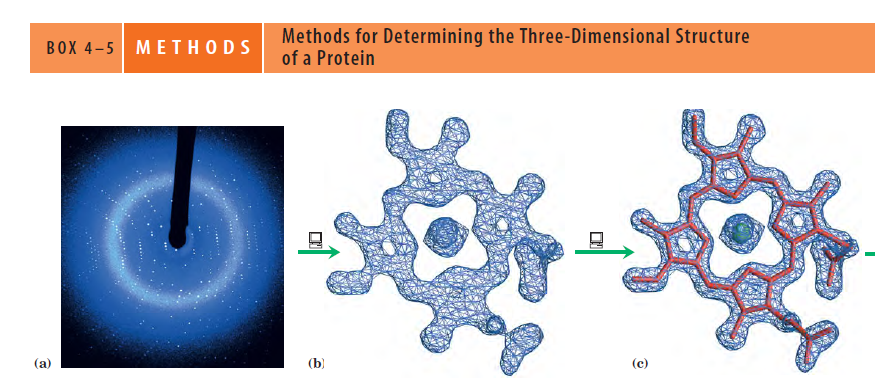 BOX 4–5 METHODS Methods for Determining the Three-Dimensional Structure
of a Protein
(a) (b) (c)